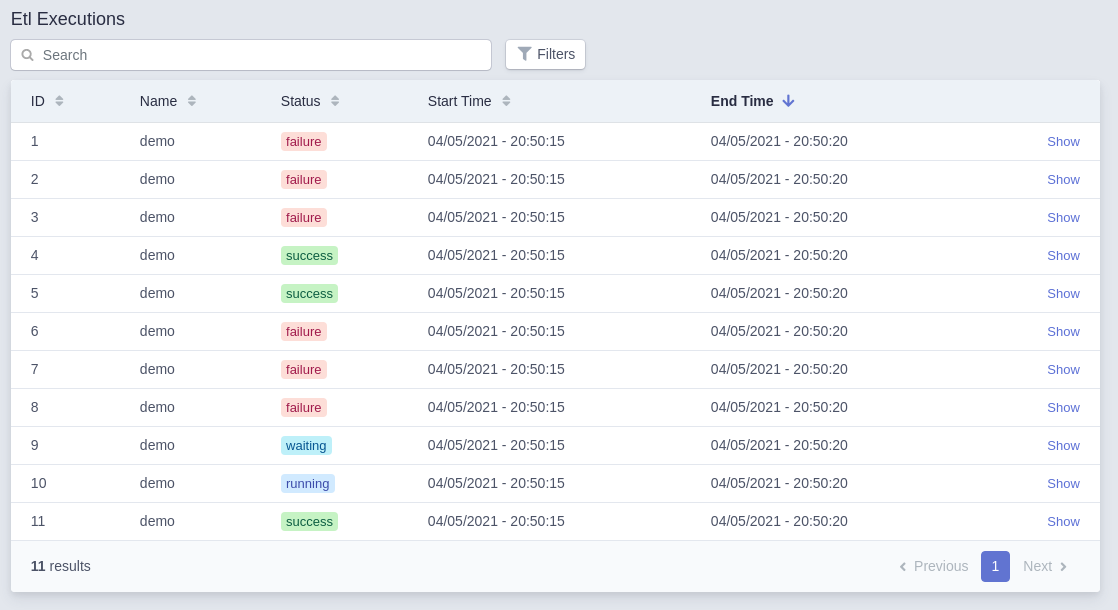 Etl Executions
Search Filters
ID Name Status Start Time End Time
1 demo failure 04/05/2021 - 20:50:15 04/05/2021 - 20:50:20 Show
2 demo failure 04/05/2021 - 20:50:15 04/05/2021 - 20:50:20 Show
3 demo failure 04/05/2021 - 20:50:15 04/05/2021 - 20:50:20 Show
4 demo success 04/05/2021 - 20:50:15 04/05/2021 - 20:50:20 Show
5 demo success 04/05/2021 - 20:50:15 04/05/2021 - 20:50:20 Show
6 demo failure 04/05/2021 - 20:50:15 04/05/2021 - 20:50:20 Show
7 demo failure 04/05/2021 - 20:50:15 04/05/2021 - 20:50:20 Show
8 demo failure 04/05/2021 - 20:50:15 04/05/2021 - 20:50:20 Show
9 demo waiting 04/05/2021 - 20:50:15 04/05/2021 - 20:50:20 Show
10 demo running 04/05/2021 - 20:50:15 04/05/2021 - 20:50:20 Show
11 demo success 04/05/2021 - 20:50:15 04/05/2021 - 20:50:20 Show
11 results Previous 1 Next